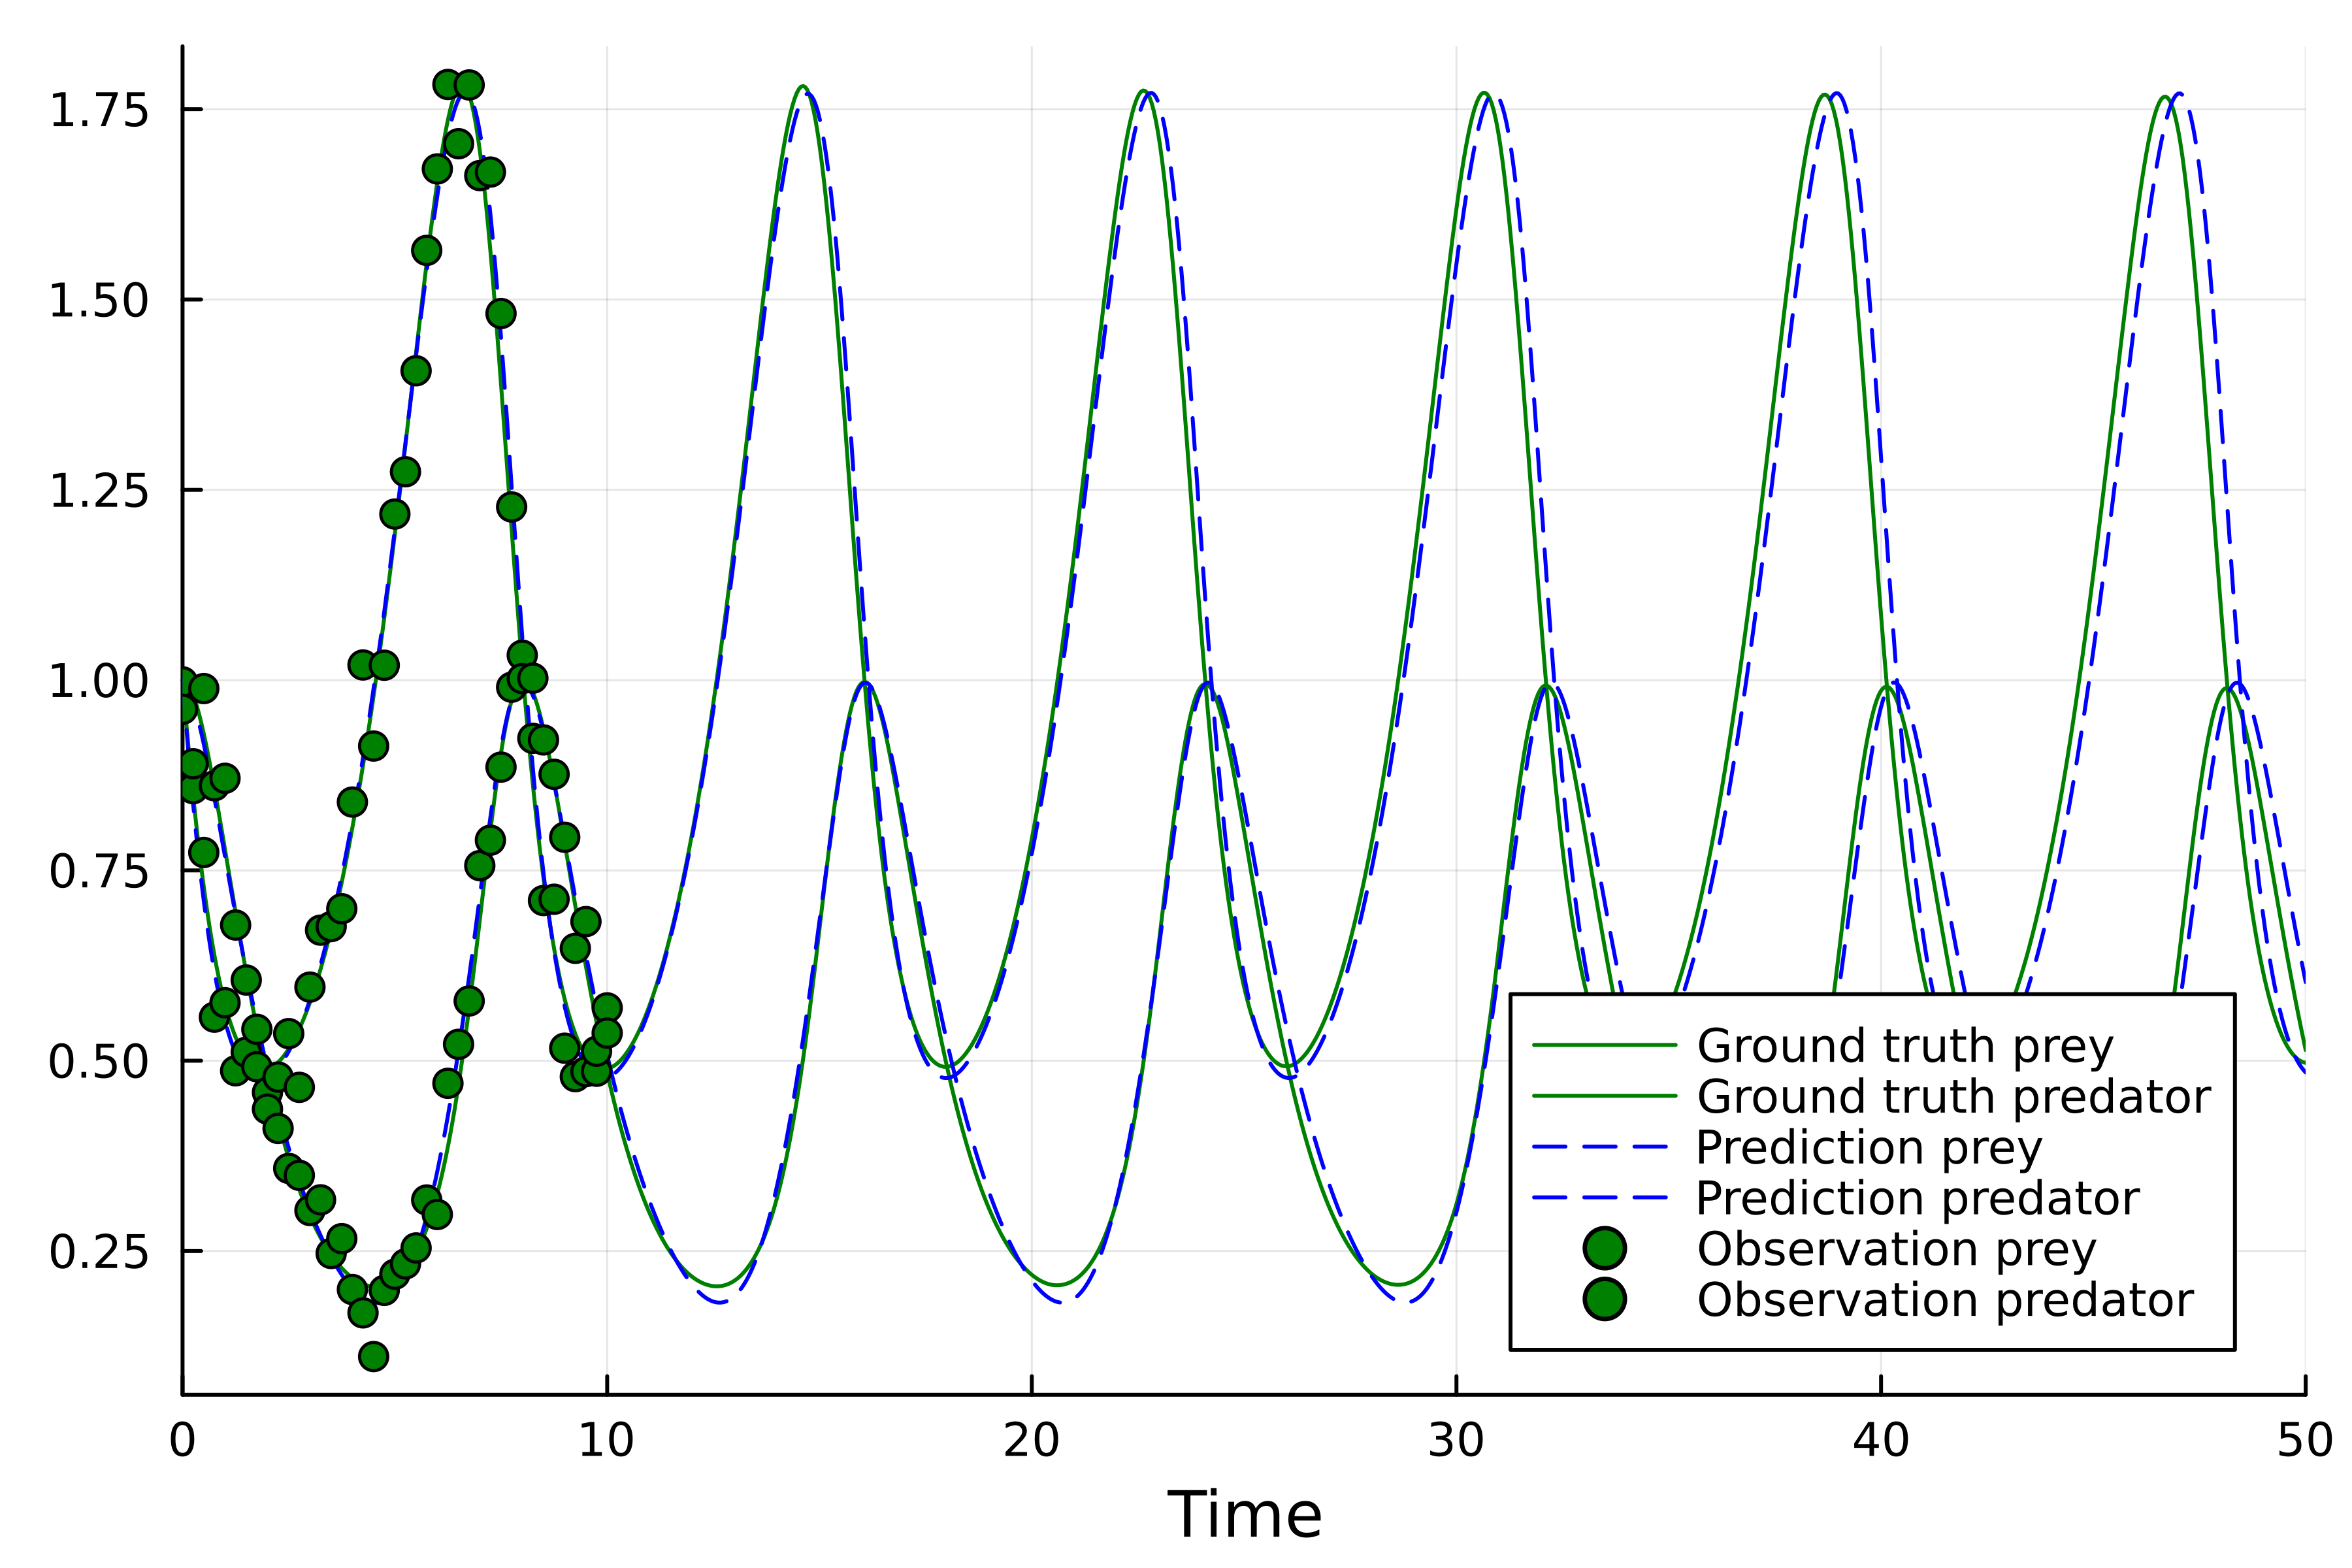 1.75
1.50
1.25
1.00
0.75
0.50
0.25
Ground truth prey
Ground truth predator
Prediction prey
Prediction predator
Observation prey
Observation predator
0 10 20 30 40 50
Time